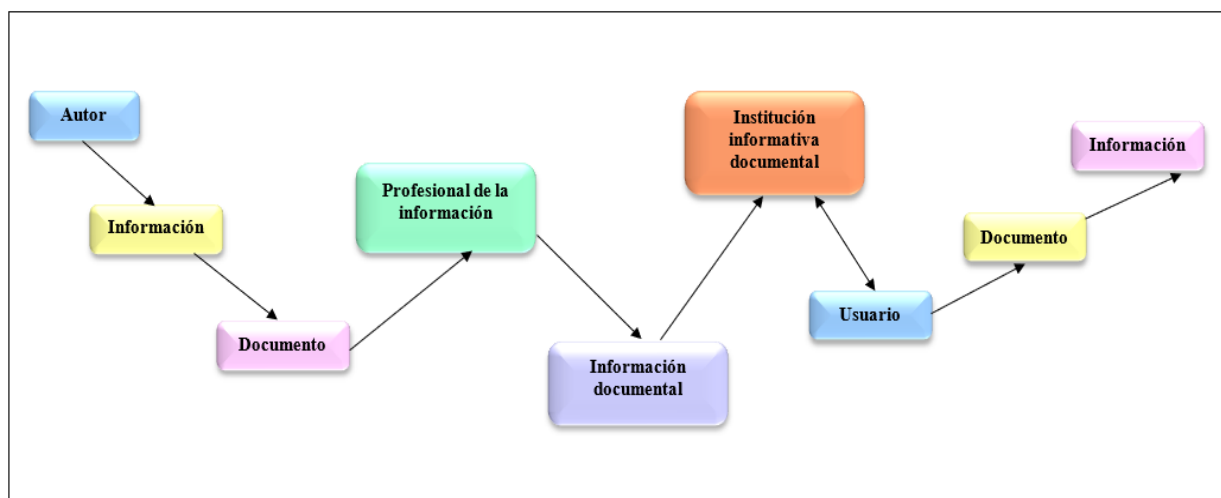 Autor
Información
Documento
Profesional de la
información
Información
documental
Institución
informativa
documental
Usuario
Documento
Información